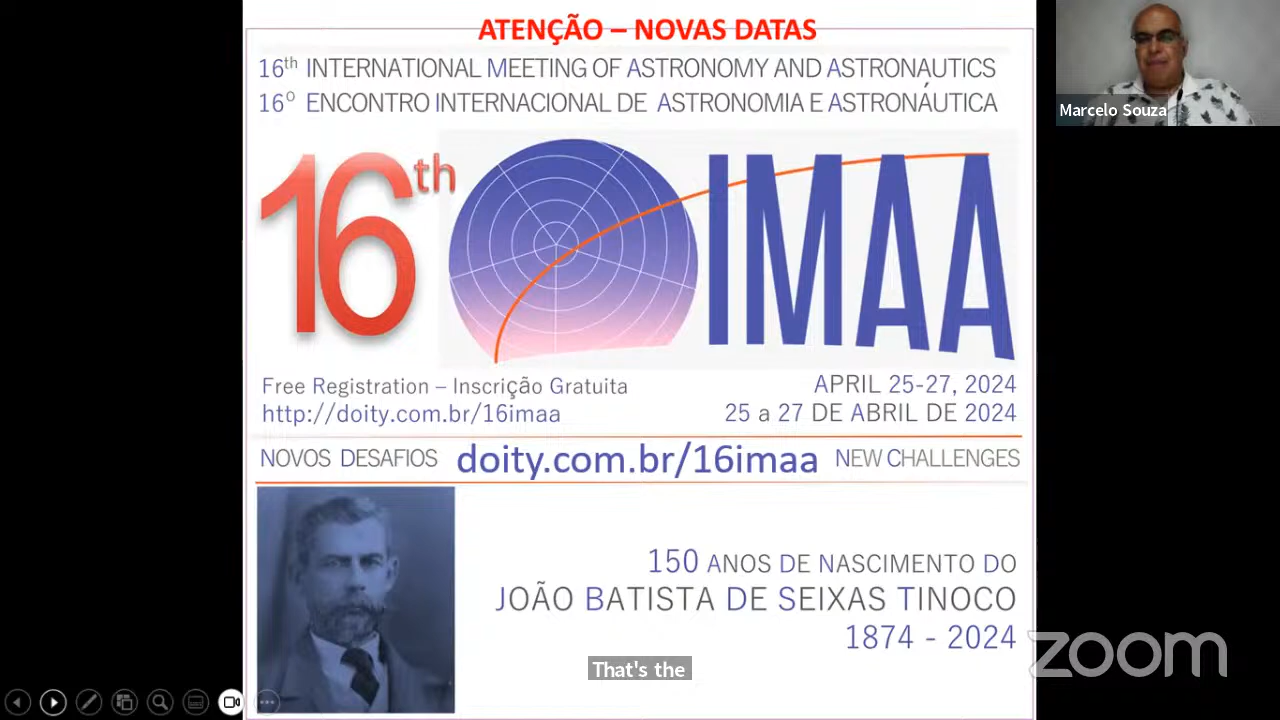 ATENÇÃO – NOVAS DATAS
16th INTERNATIONAL MEETING OF ASTRONOMY AND ASTRONAUTICS
16º ENCONTRO INTERNACIONAL DE ASTRONOMIA E ASTRONÁUTICA
Marcelo Souza
16th IMAA
Free Registration – Inscrição Gratuita
http://doity.com.br/16imaa
APRIL 25-27, 2024
25 a 27 DE ABRIL DE 2024
NOVOS DESAFIOS doity.com.br/16imaa NEW CHALLENGES
150 ANOS DE NASCIMENTO DO
JOÃO BATISTA DE SEIXAS TINOCO
1874 - 2024
zoom
That's the